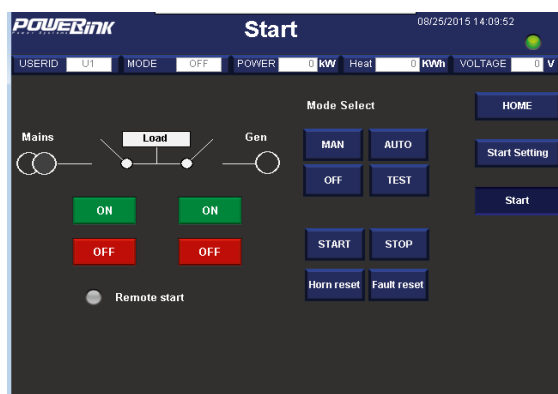 POWERLINK
Power Systems
Start
08/25/2015 14:09:52
USERID U1 MODE OFF POWER 0 kW Heat 0 KWh VOLTAGE 0 V
Mode Select
HOME
Mains Load Gen
MAN AUTO
Start Setting
OFF TEST
Start
ON ON
OFF OFF
START STOP
Remote start
Horn reset Fault reset